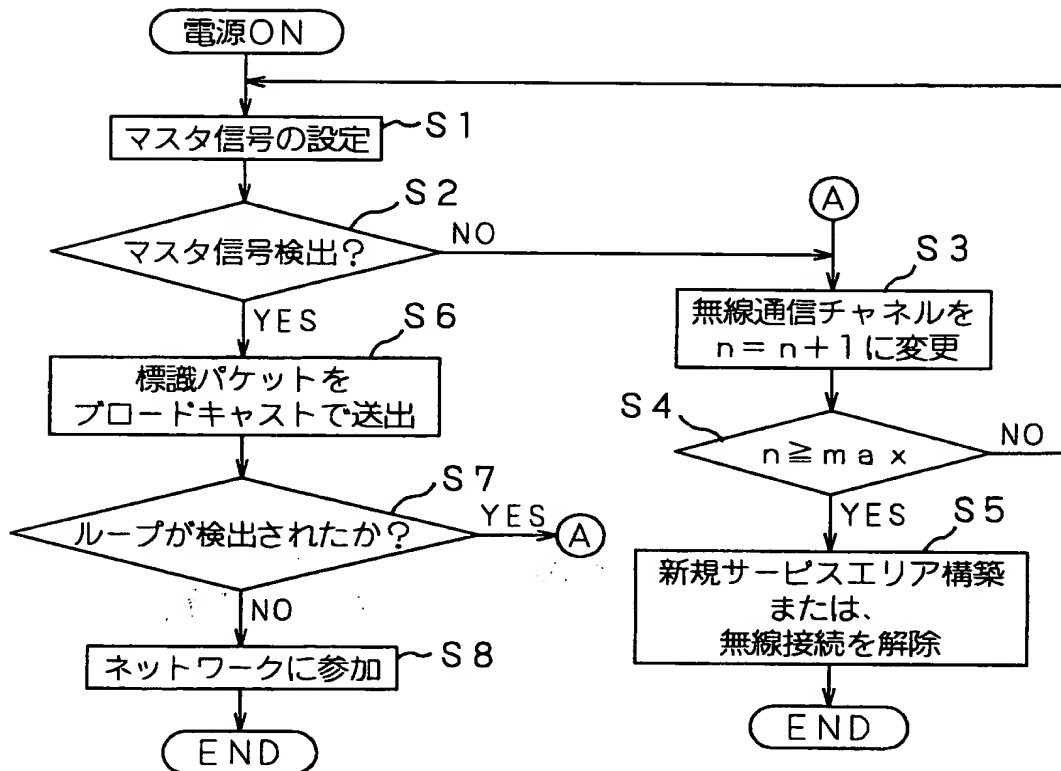 電源ON
マスタ信号の設定
S1
マスタ信号検出?
S2
NO
YES
標識パケットを
ブロードキャストで送出
S6
ループが検出されたか?
S7
YES
A
NO
ネットワークに参加
S8
END
A
無線通信チャネルを
n=n+1に変更
S3
n≧max
S4
NO
YES
新規サービスエリア構築
または、
無線接続を解除
S5
END